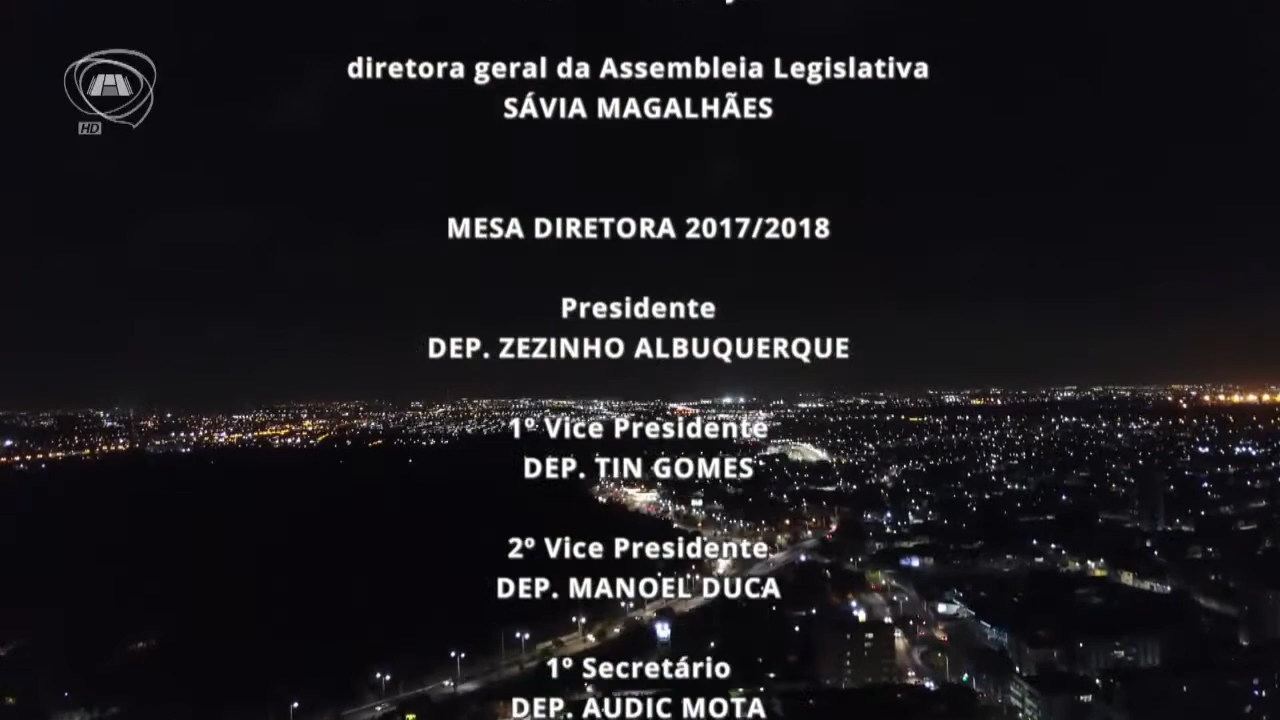 diretora geral da Assembleia Legislativa
SÁVIA MAGALHÃES
HD
MESA DIRETORA 2017/2018
Presidente
DEP. ZEZINHO ALBUQUERQUE
1º Vice Presidente
DEP. TIN GOMES
2º Vice Presidente
DEP. MANOEL DUCA
1º Secretário
DEP. AUDIC MOTA